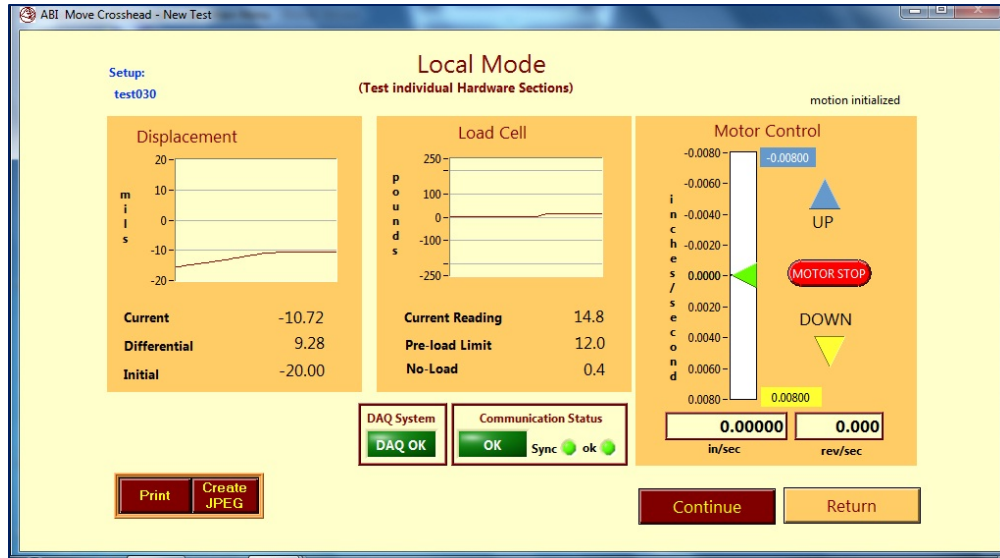 ABI Move Crosshead - New Test
Setup:
test030
Local Mode
(Test individual Hardware Sections)
motion initialized
Displacement
mils
20
10
0
-10
-20
Current -10.72
Differential 9.28
Initial -20.00
Load Cell
pounds
250
100
0
-100
-250
Current Reading 14.8
Pre-load Limit 12.0
No-Load 0.4
Motor Control
inches/second
-0.0080
-0.0060
-0.0040
-0.0020
0.0000
0.0020
0.0040
0.0060
0.0080
-0.00800
UP
MOTOR STOP
DOWN
0.00800
0.00000 0.000
in/sec rev/sec
DAQ System
DAQ OK
Communication Status
OK Sync ok
Print
Create
JPEG
Continue
Return